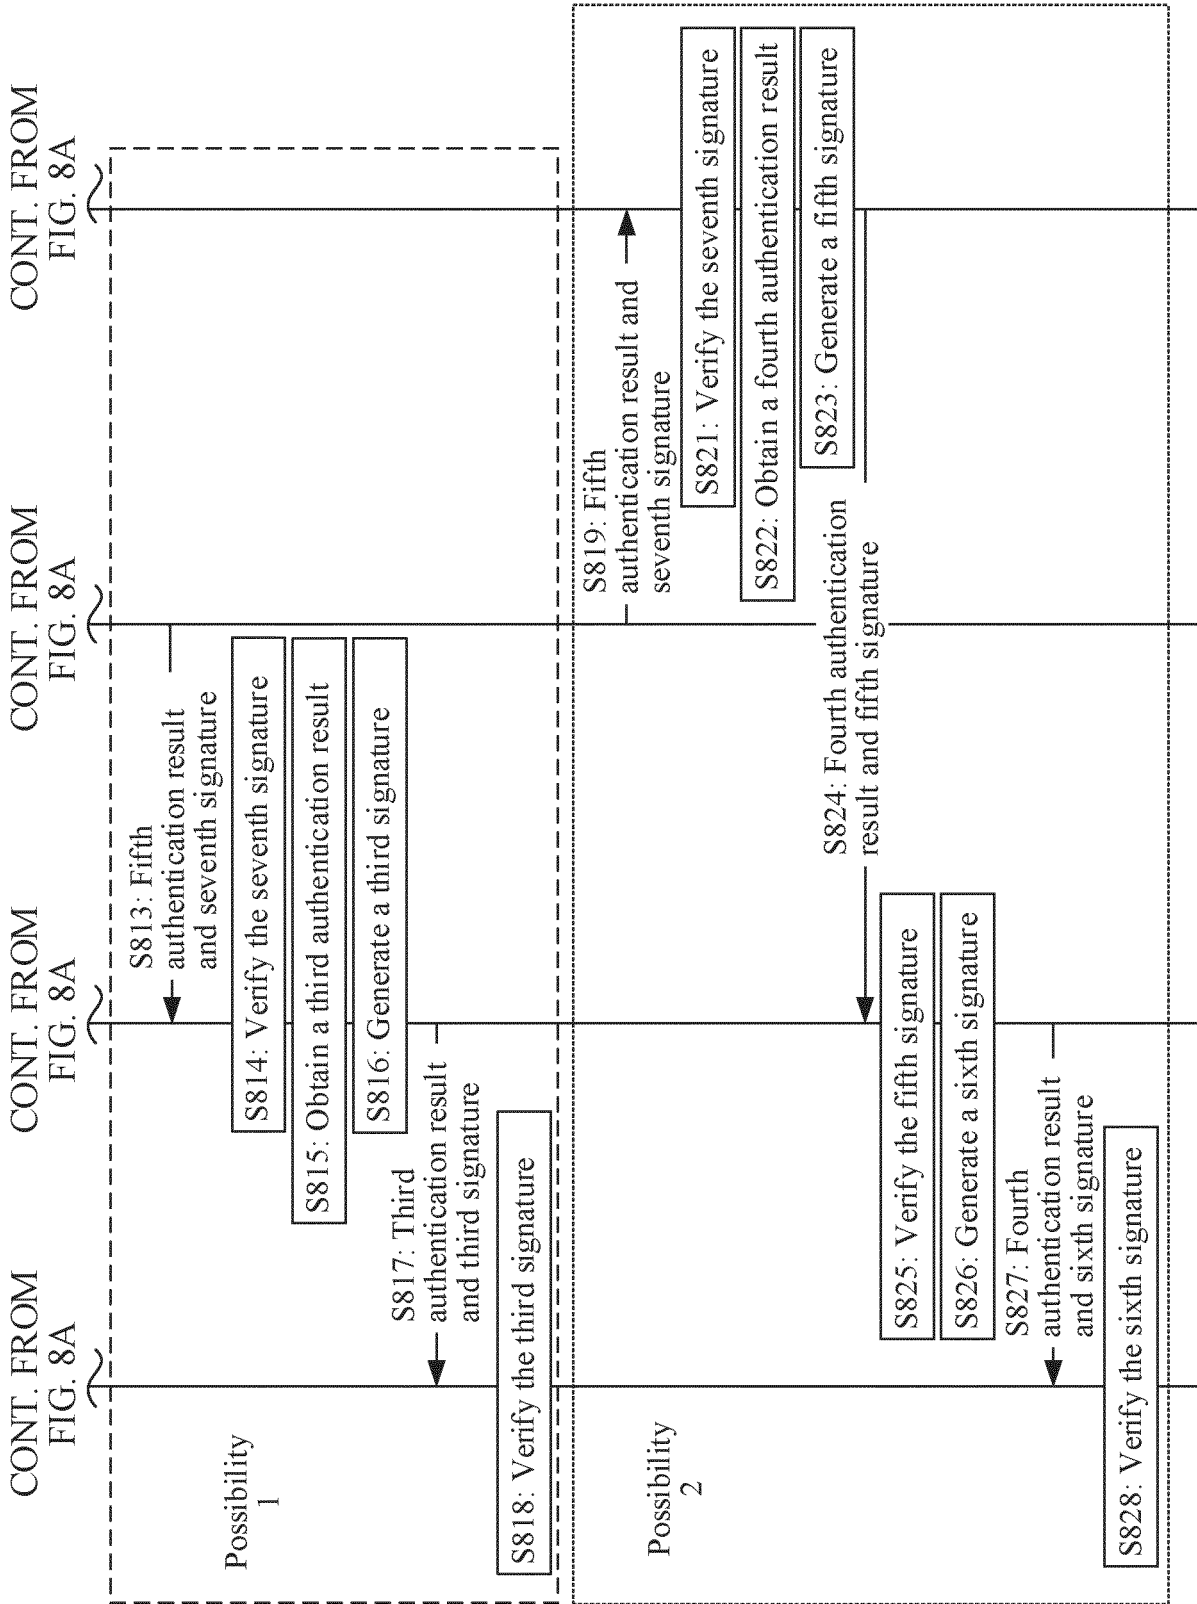 CONT. FROM
FIG. 8A
CONT. FROM
FIG. 8A
CONT. FROM
FIG. 8A
CONT. FROM
FIG. 8A
Possibility
1
S813: Fifth
authentication result
and seventh signature
S814: Verify the seventh signature
S815: Obtain a third authentication result
S816: Generate a third signature
S817: Third
authentication result
and third signature
S818: Verify the third signature
Possibility
2
S819: Fifth
authentication result and
seventh signature
S821: Verify the seventh signature
S822: Obtain a fourth authentication result
S823: Generate a fifth signature
S824: Fourth authentication
result and fifth signature
S825: Verify the fifth signature
S826: Generate a sixth signature
S827: Fourth
authentication result
and sixth signature
S828: Verify the sixth signature